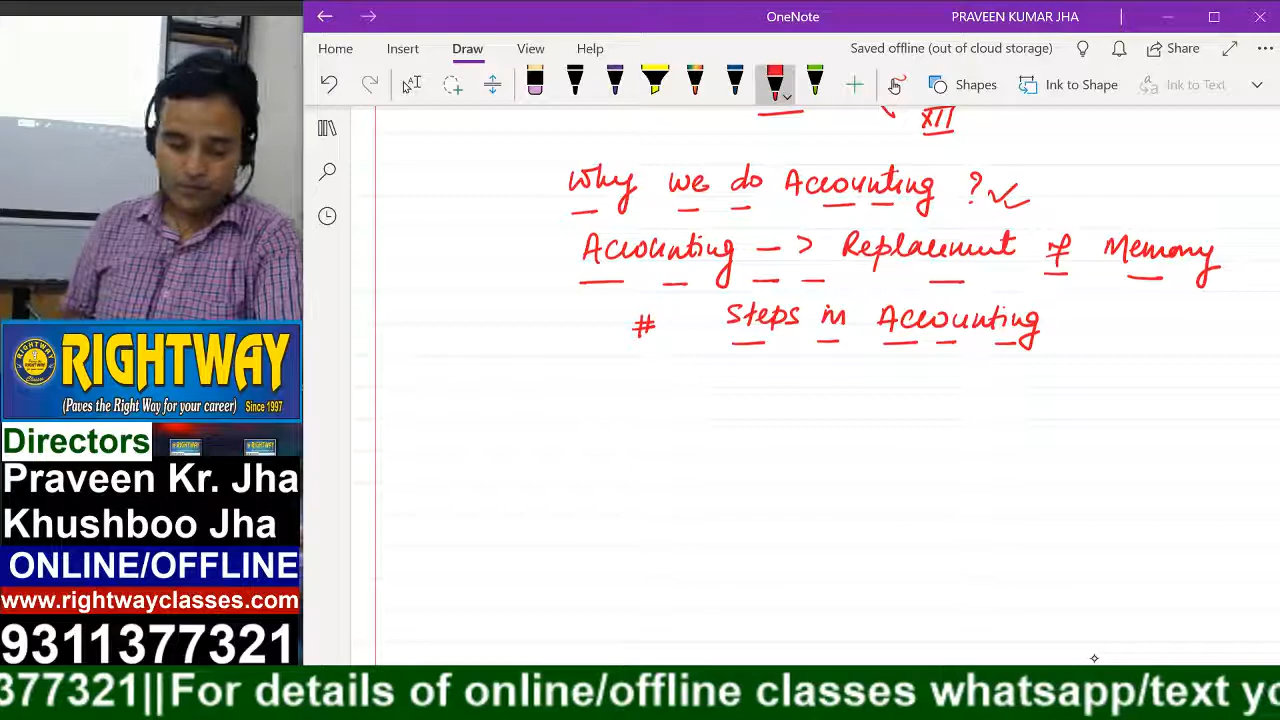 OneNote
PRAVEEN KUMAR JHA
Home Insert Draw View Help
Saved offline (out of cloud storage)
Share
Shapes
Ink to Shape
Ink to Text
XII
Why we do Accounting ?
Accounting -> Replacement of Memory
# Steps in Accounting
RIGHTWAY
(Paves the Right Way for your career) Since 1997
Directors
Praveen Kr. Jha
Khushboo Jha
ONLINE/OFFLINE
www.rightwayclasses.com
9311377321
377321||For details of online/offline classes whatsapp/text yo